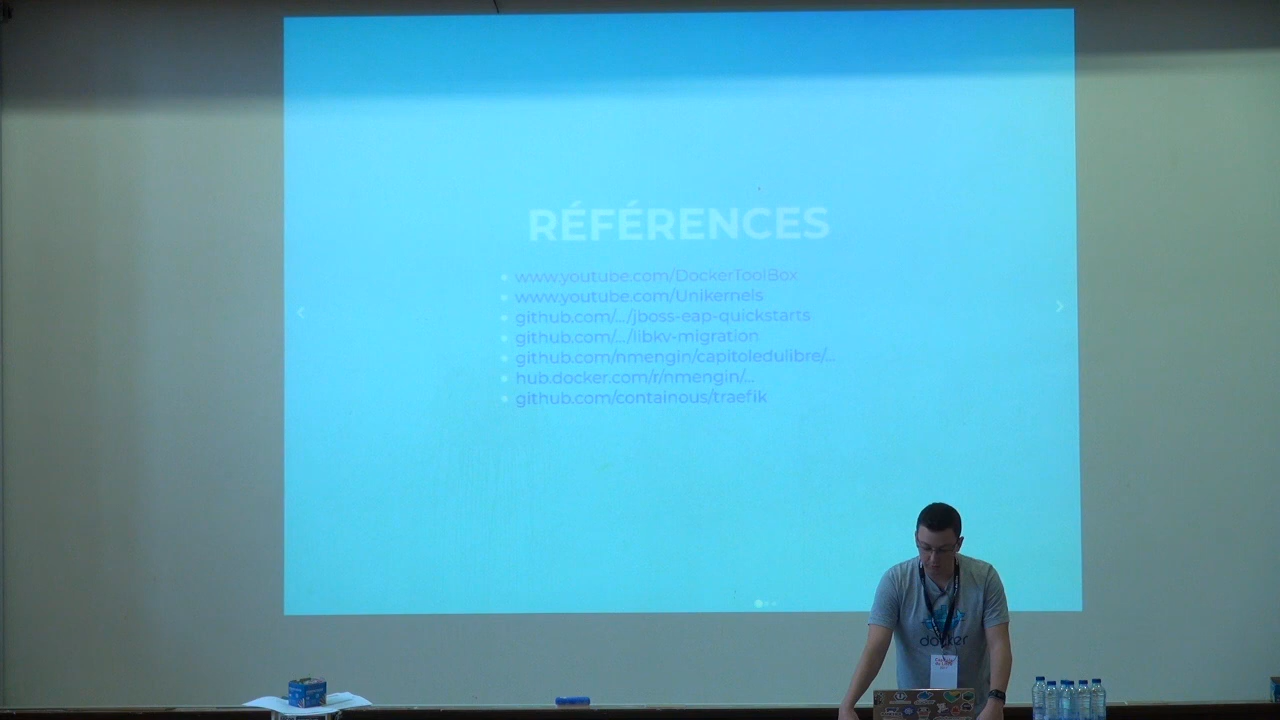 RÉFÉRENCES
www.youtube.com/DockerToolBox
www.youtube.com/Unikernels
github.com/.../jboss-eap-quickstarts
github.com/.../libkv-migration
github.com/nmengin/capitoledulibre/...
hub.docker.com/r/nmengin/...
github.com/containous/traefik
docker